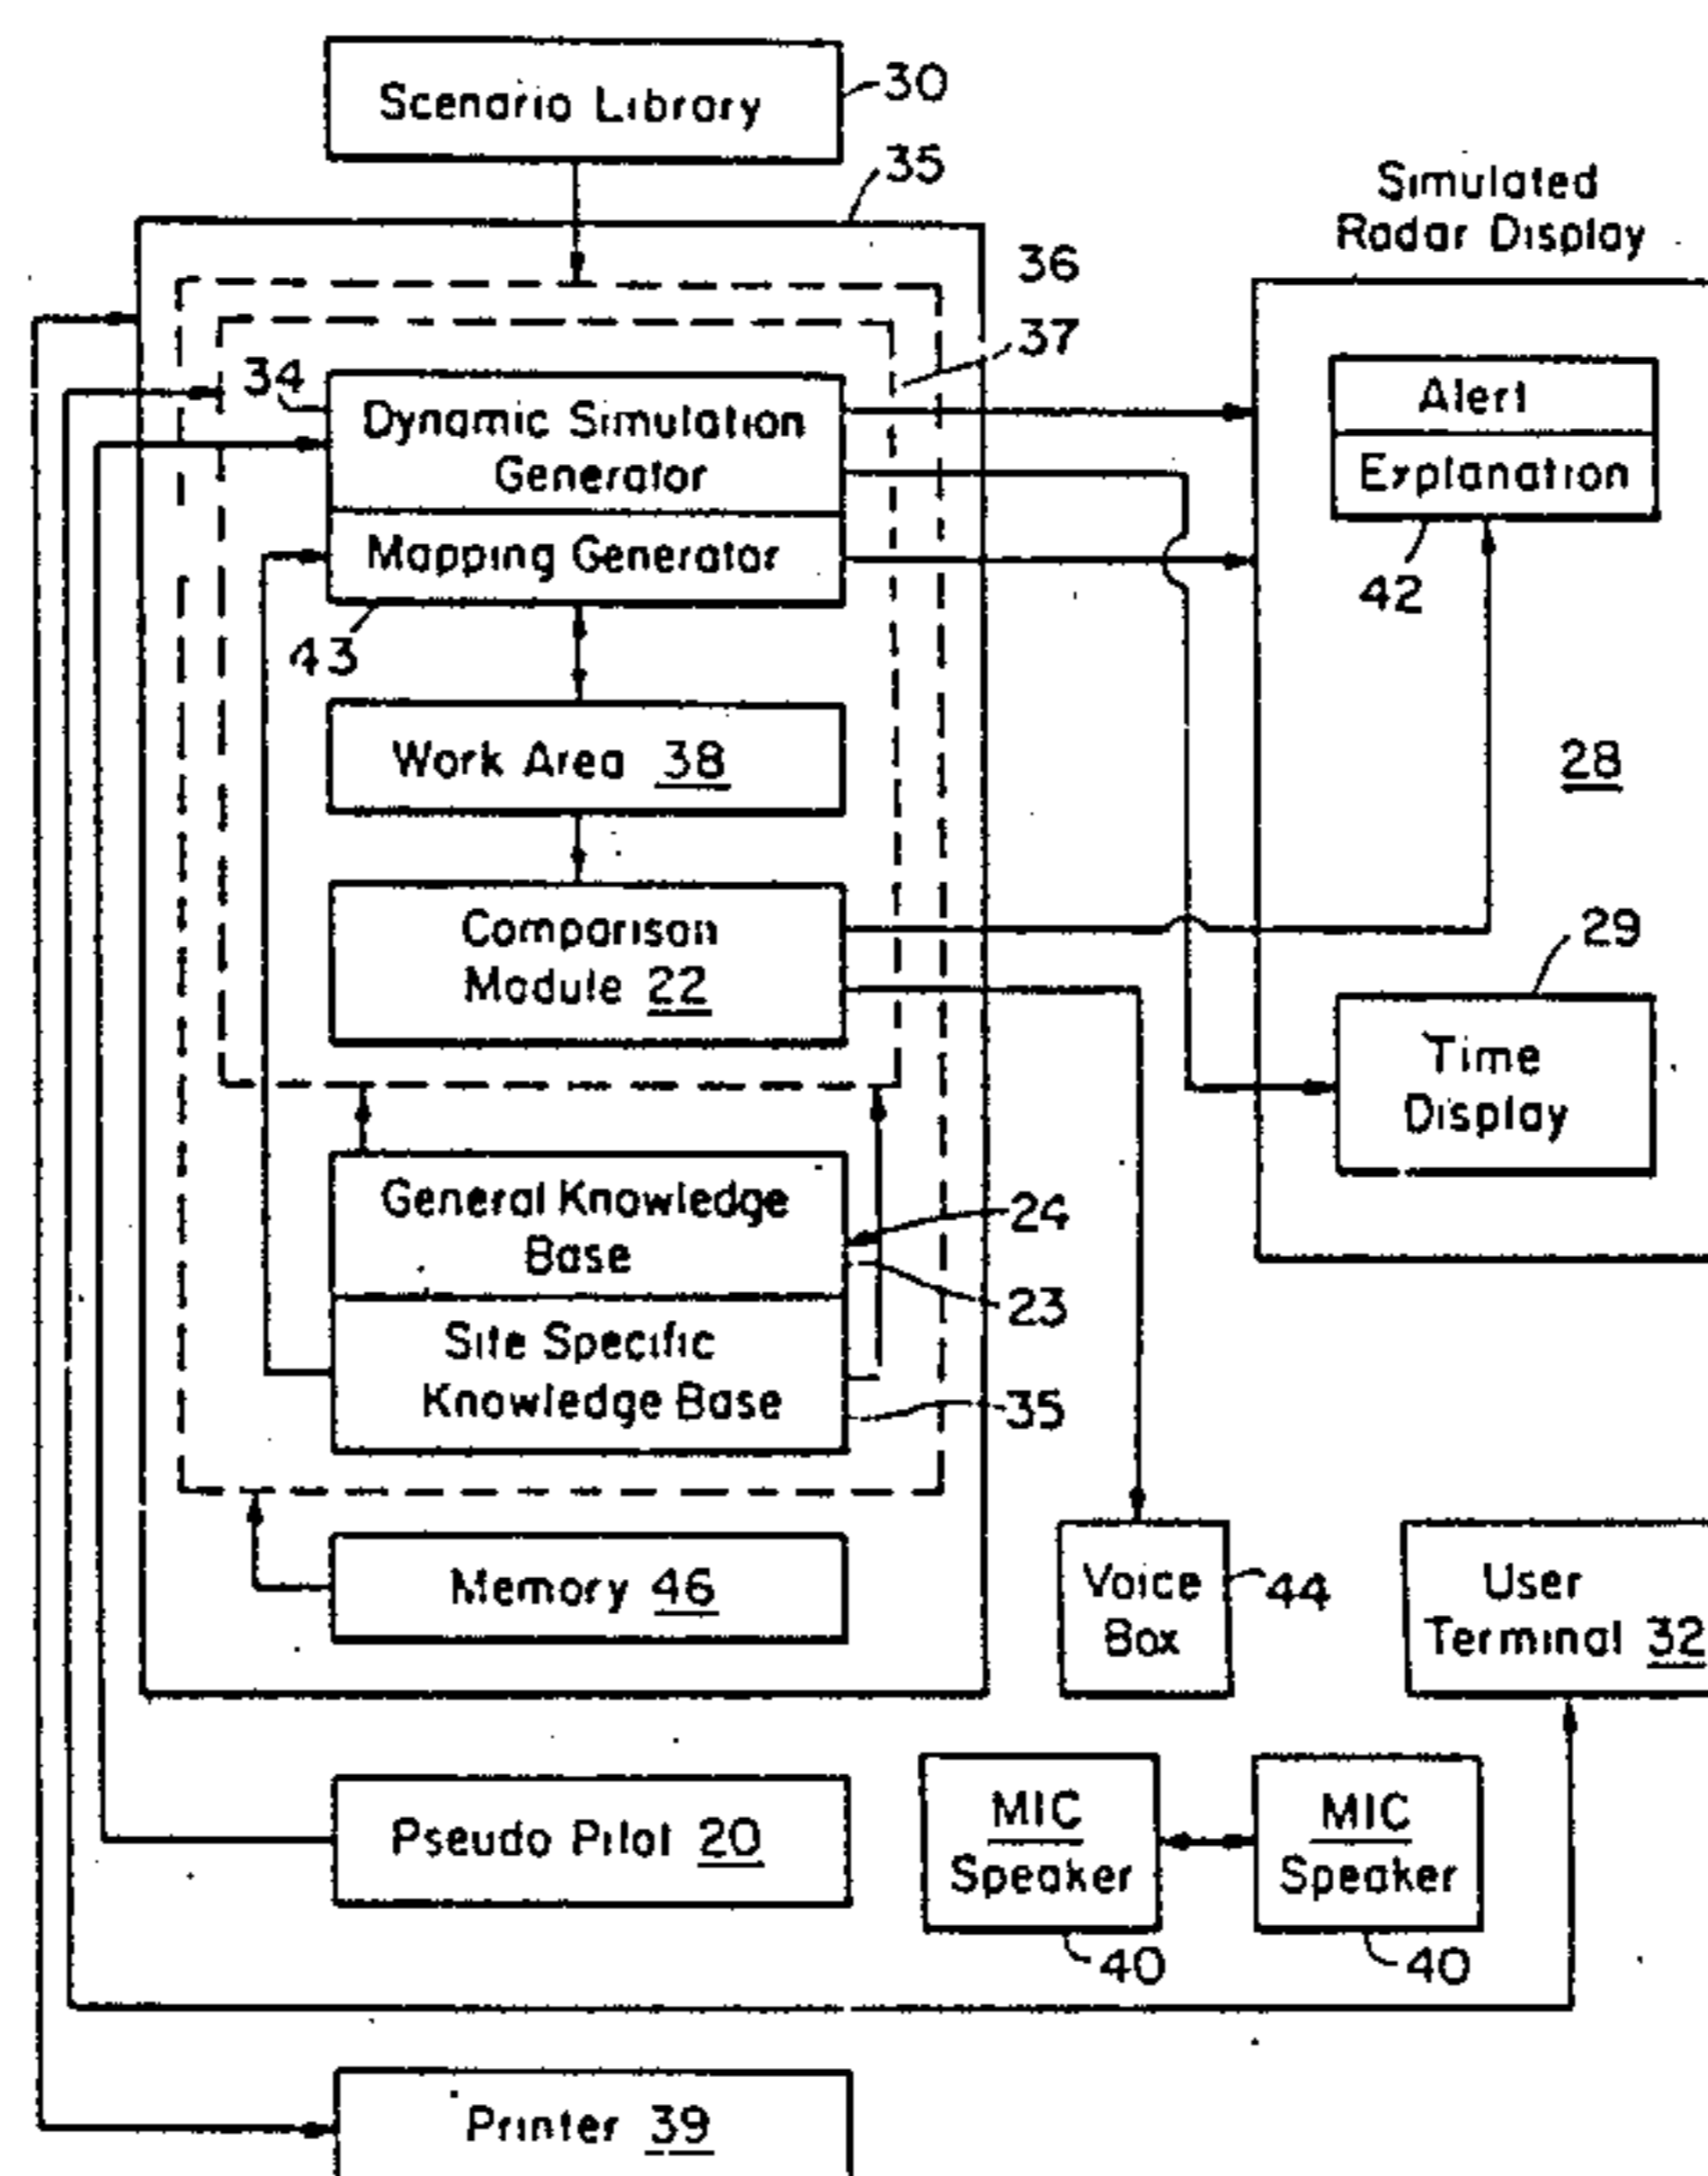 Scenario Library
30
35
Simulated
Radar Display
36
37
34
Dynamic Simulation
Generator
Mapping Generator
43
Alert
Explanation
42
Work Area 38
28
Comparison
Module 22
29
Time
Display
General Knowledge
Base
24
23
Site Specific
Knowledge Base
35
Memory 46
Voice
Box
44
User
Terminal 32
Pseudo Pilot 20
MIC
Speaker
40
MIC
Speaker
40
Printer 39